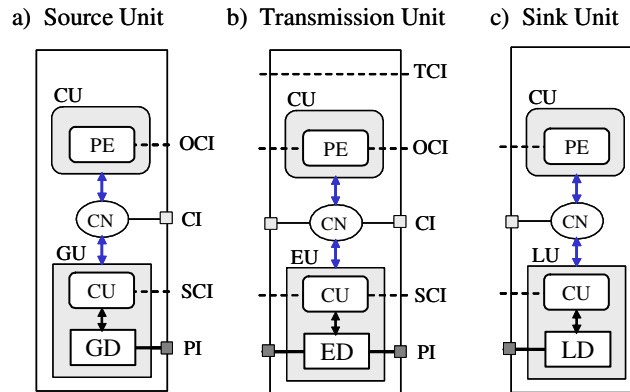 a) Source Unit
b) Transmission Unit
c) Sink Unit
TCI
CU
CU
CU
PE
OCI
PE
OCI
PE
CN
CI
CN
CI
CN
GU
EU
LU
CU
SCI
CU
SCI
CU
GD
PI
ED
PI
LD